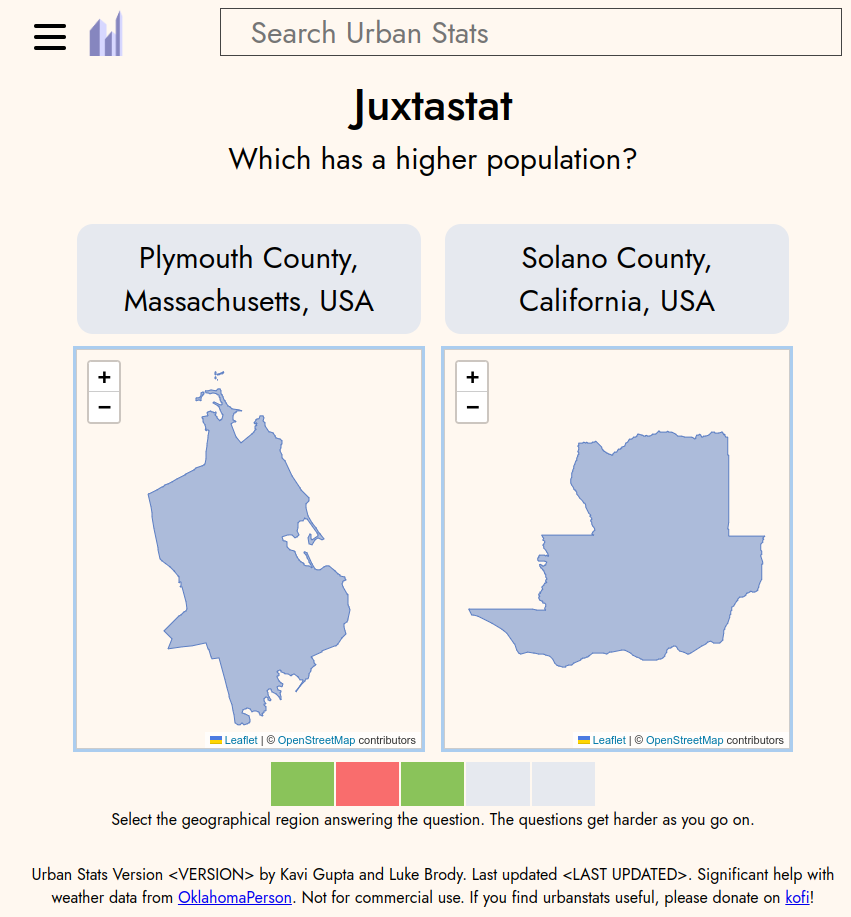 Search Urban Stats
Juxtastat
Which has a higher population?
Plymouth County,
Massachusetts, USA
Solano County,
California, USA
+
−
+
−
Leaflet | © OpenStreetMap contributors
Leaflet | © OpenStreetMap contributors
Select the geographical region answering the question. The questions get harder as you go on.
Urban Stats Version <VERSION> by Kavi Gupta and Luke Brody. Last updated <LAST UPDATED>. Significant help with
weather data from OklahomaPerson. Not for commercial use. If you find urbanstats useful, please donate on kofi!